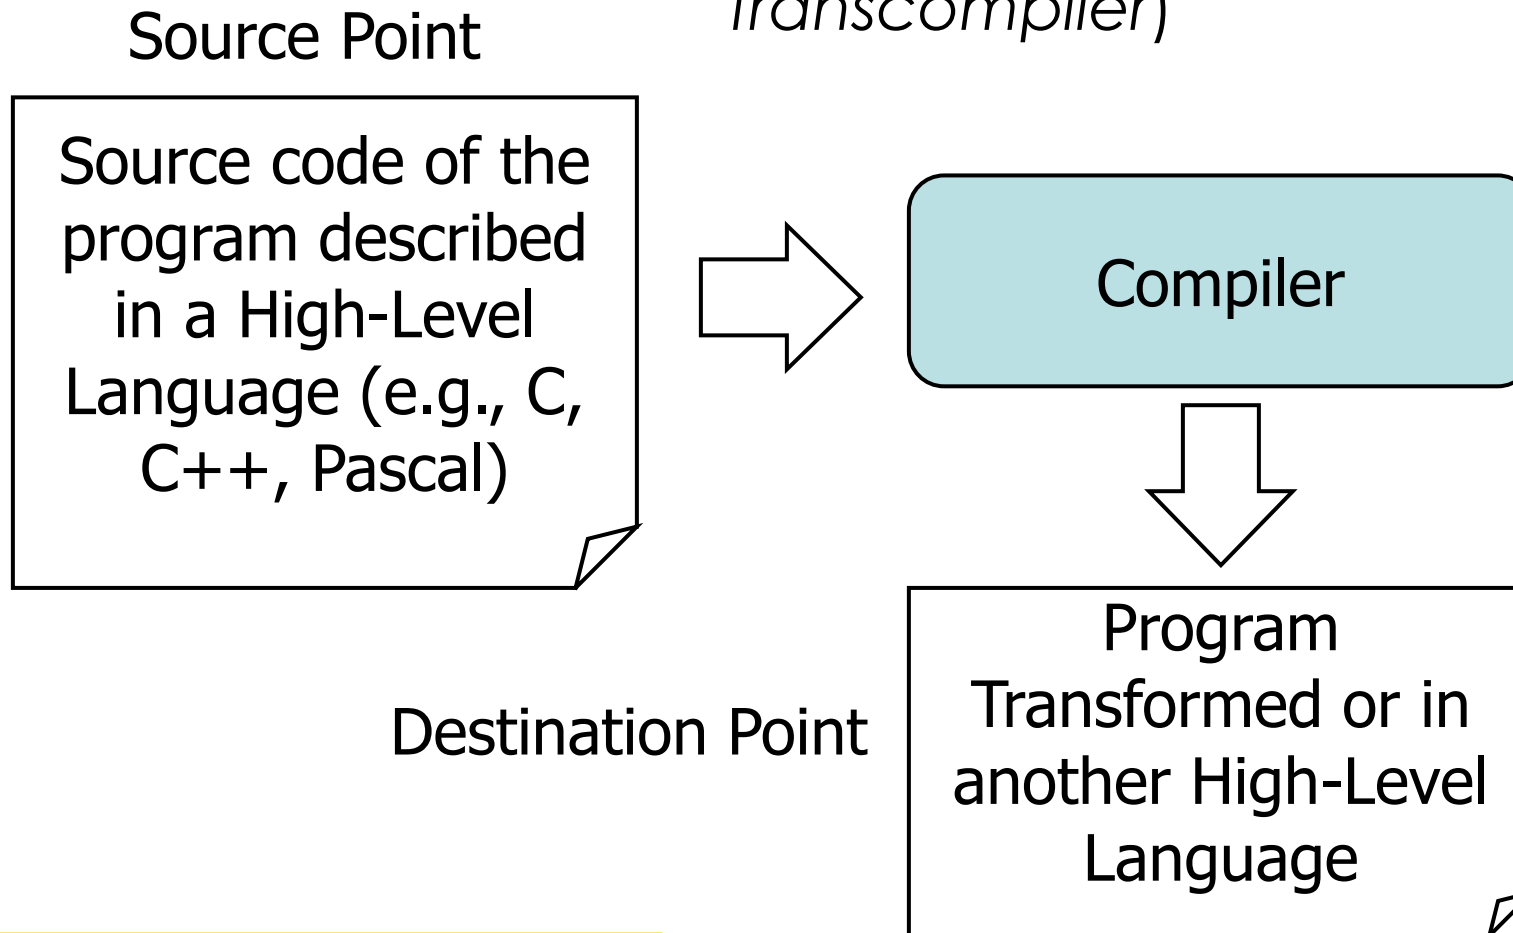 Transcompiler)
Source Point
Source code of the
program described
in a High-Level
Language (e.g., C,
C++, Pascal)
Compiler
Program
Transformed or in
another High-Level
Language
Destination Point